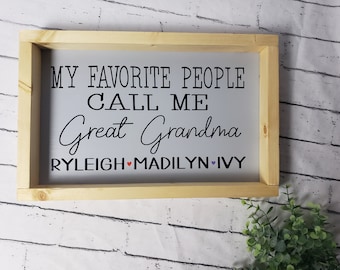 MY FAVORITE PEOPLE
CALL ME
Great Grandma
RYLEIGH♥MADILYN♥IVY